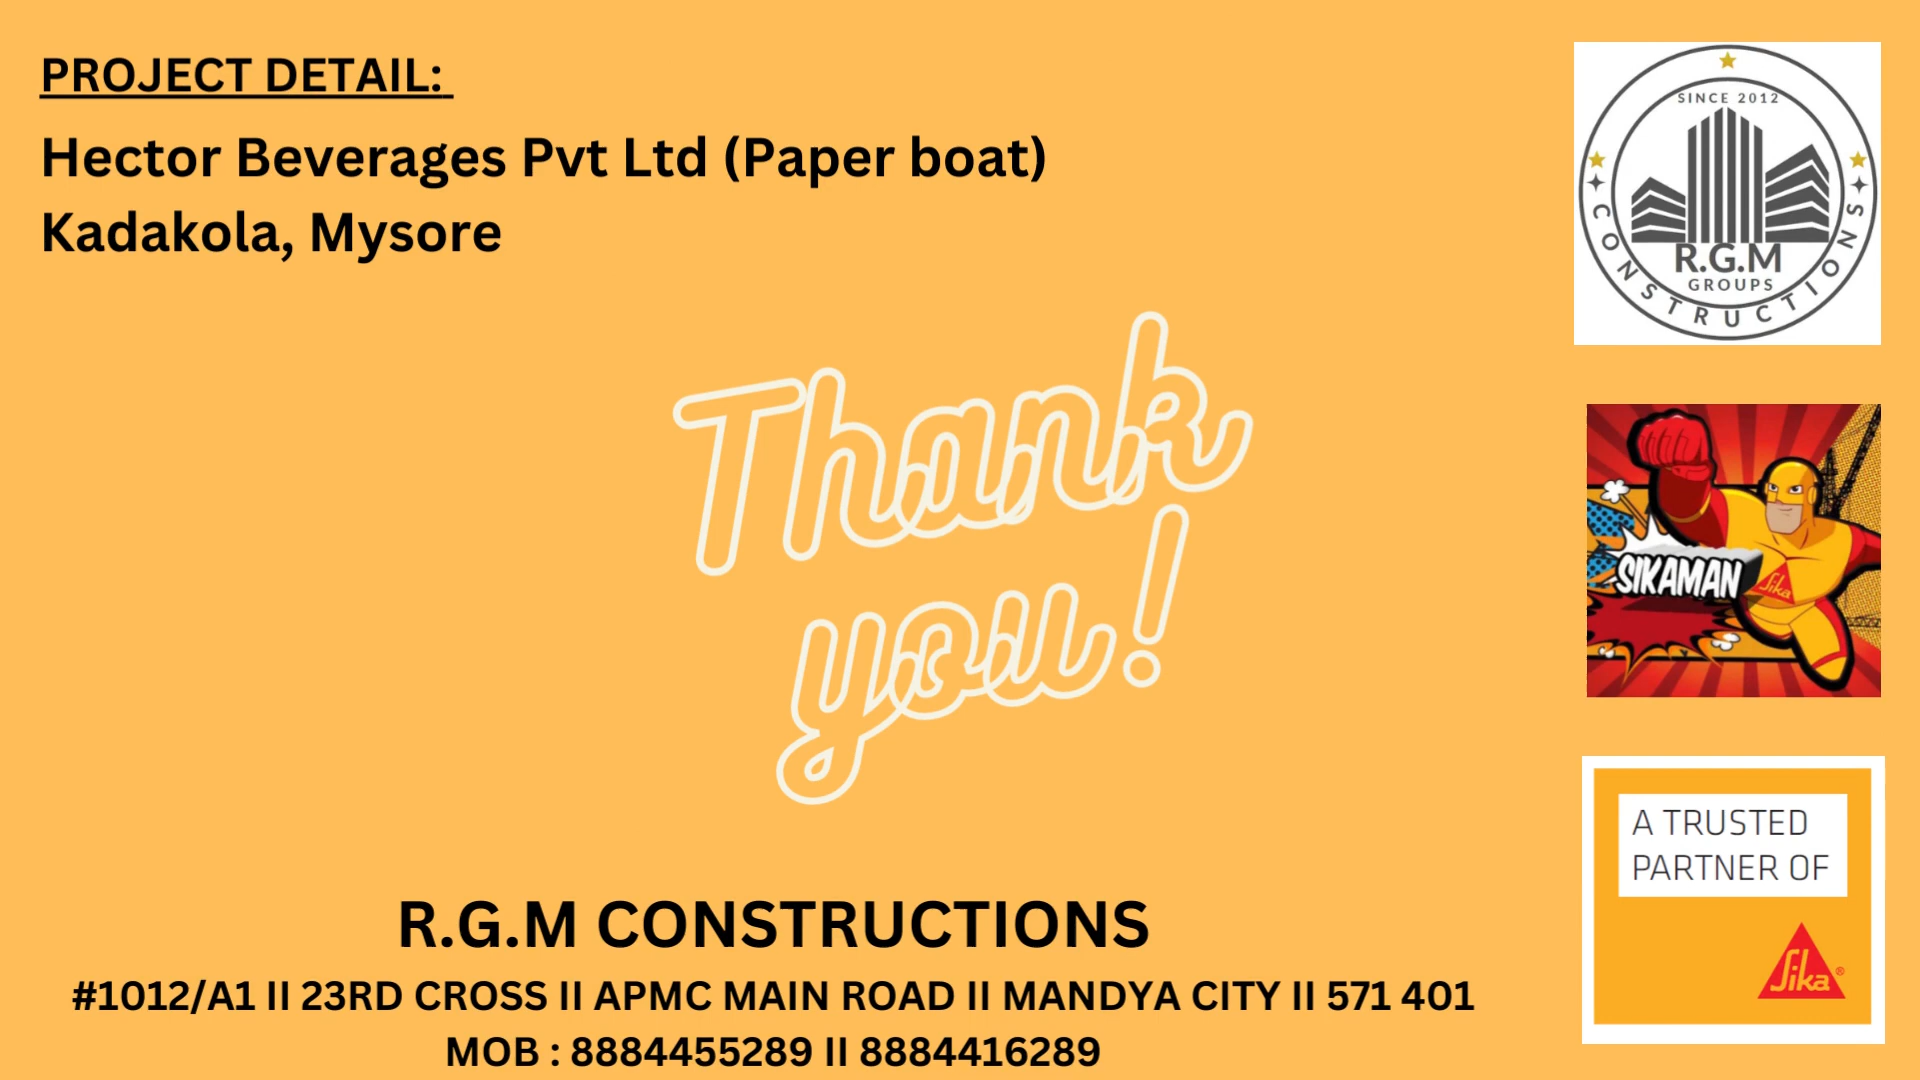 PROJECT DETAIL:
Hector Beverages Pvt Ltd (Paper boat)
Kadakola, Mysore
SINCE 2012
R.G.M
GROUPS
CONSTRUCTIONS
Thank
you!
SIKAMAN
Sika
A TRUSTED
PARTNER OF
Sika®
R.G.M CONSTRUCTIONS
#1012/A1 II 23RD CROSS II APMC MAIN ROAD II MANDYA CITY II 571 401
MOB : 8884455289 II 8884416289